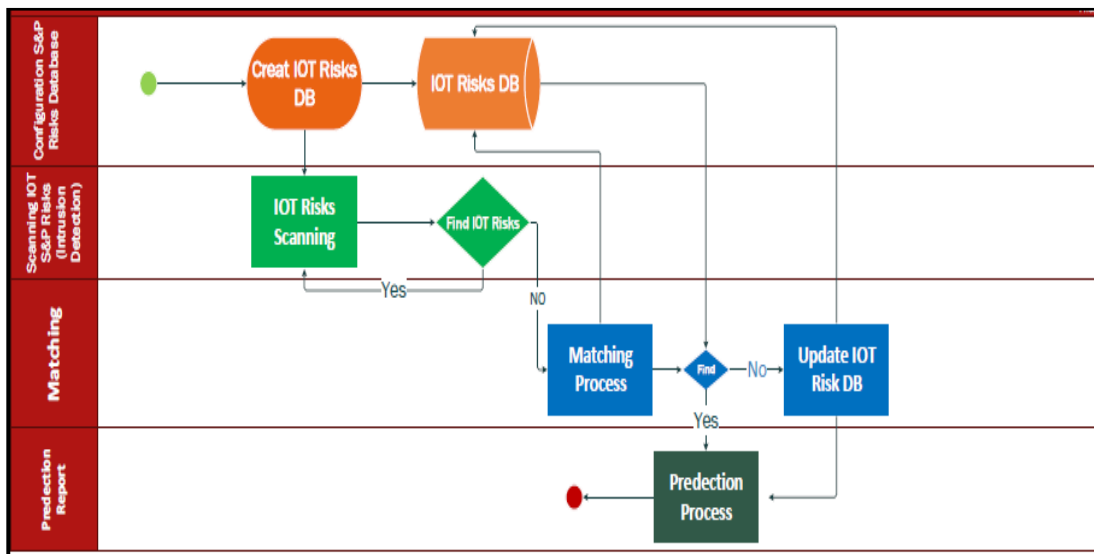 Configuration S&P
Risks Database
Creat IOT Risks
DB
IOT Risks DB
Scanning IOT
S&P Risks
(Intrusion
Detection)
IOT Risks
Scanning
Find IOT Risks
Yes
NO
Matching
Matching
Process
Find
No
Update IOT
Risk DB
Yes
Predection
Report
Predection
Process